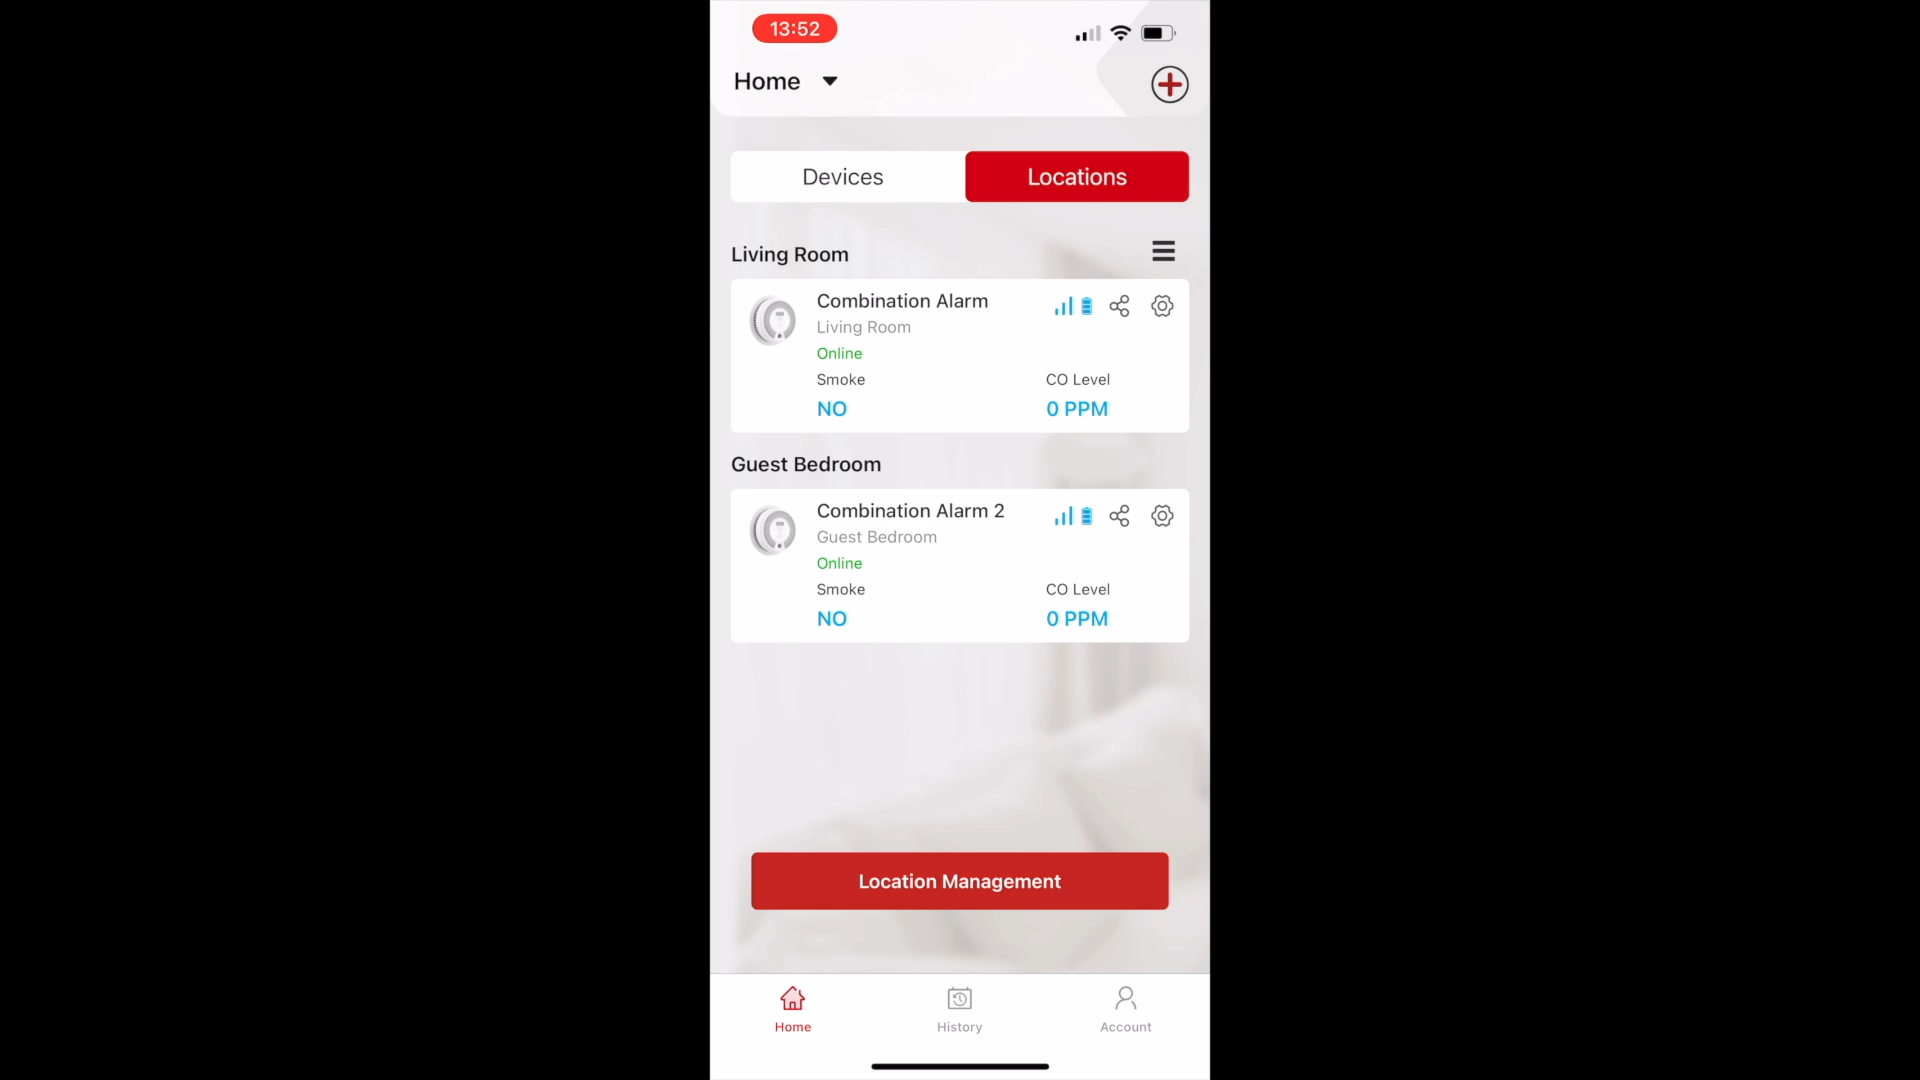 13:52
Home
Devices
Locations
Living Room
Combination Alarm
Living Room
Online
Smoke
CO Level
NO
0 PPM
Guest Bedroom
Combination Alarm 2
Guest Bedroom
Online
Smoke
CO Level
NO
0 PPM
Location Management
Home
History
Account